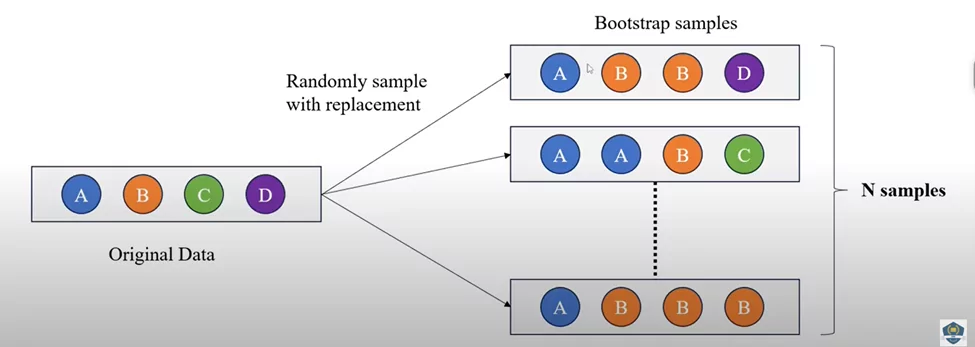 Bootstrap samples
Randomly sample
with replacement
A B B D
A A B C
A B C D
N samples
Original Data
A B B B